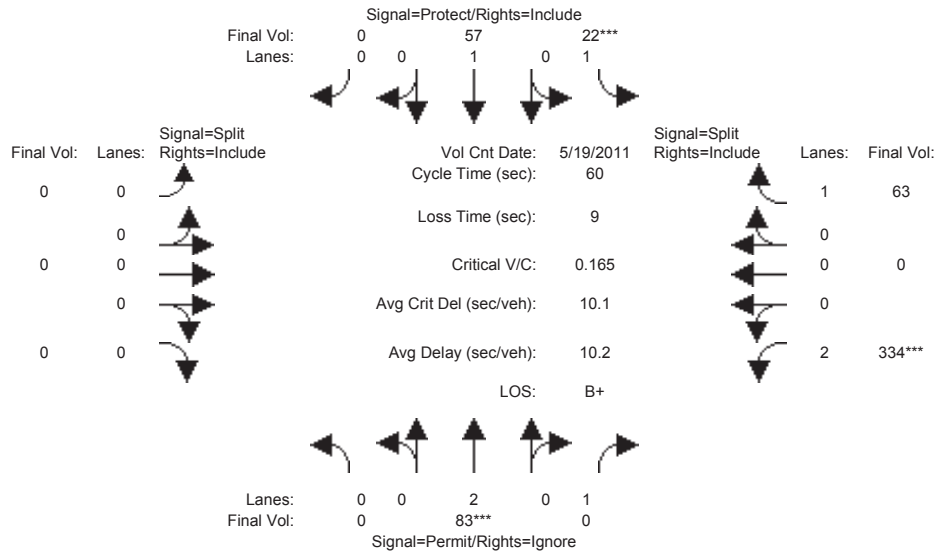 Signal=Protect/Rights=Include
Final Vol: 0 57 22***
Lanes: 0 0 1 0 1
Signal=Split Signal=Split
Final Vol: Lanes: Rights=Include Vol Cnt Date: 5/19/2011 Rights=Include Lanes: Final Vol:
Cycle Time (sec): 60
0 0 1 63
Loss Time (sec): 9
0 0
0 0 Critical V/C: 0.165 0 0
0 Avg Crit Del (sec/veh): 10.1 0
0 0 Avg Delay (sec/veh): 10.2 2 334***
LOS: B+
Lanes: 0 0 2 0 1
Final Vol: 0 83*** 0
Signal=Permit/Rights=Ignore